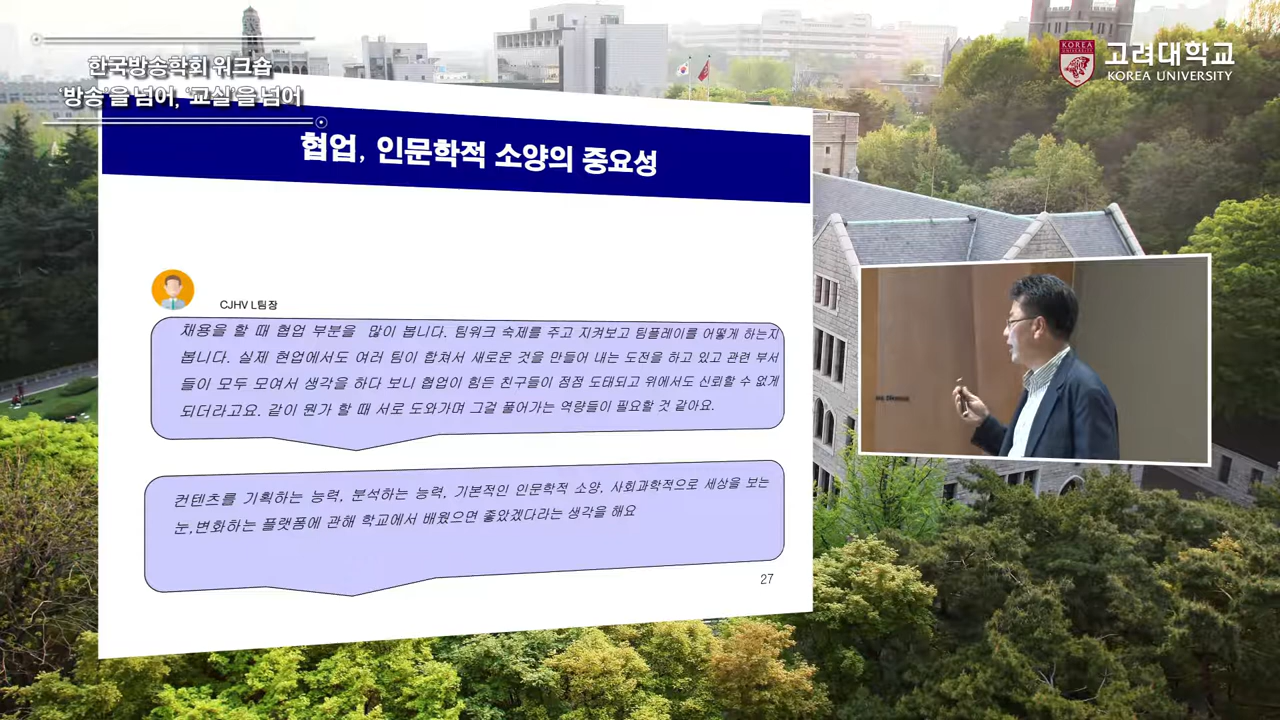 한국방송학회 워크숍
'방송'을 넘어, '교실'을 넘어
KOREA
UNIVERSITY
고려대학교
KOREA UNIVERSITY
협업, 인문학적 소양의 중요성
CJHV L팀장
채용을 할 때 협업 부분을 많이 봅니다. 팀워크 숙제를 주고 지켜보고 팀플레이를 어떻게 하는지
봅니다. 실제 현업에서도 여러 팀이 합쳐서 새로운 것을 만들어 내는 도전을 하고 있고 관련 부서
들이 모두 모여서 생각을 하다 보니 협업이 힘든 친구들이 점점 도태되고 위에서도 신뢰할 수 없게
되더라고요. 같이 뭔가 할 때 서로 도와가며 그걸 풀어가는 역량들이 필요할 것 같아요.
컨텐츠를 기획하는 능력, 분석하는 능력, 기본적인 인문학적 소양, 사회과학적으로 세상을 보는
눈,변화하는 플랫폼에 관해 학교에서 배웠으면 좋았겠다라는 생각을 해요
27